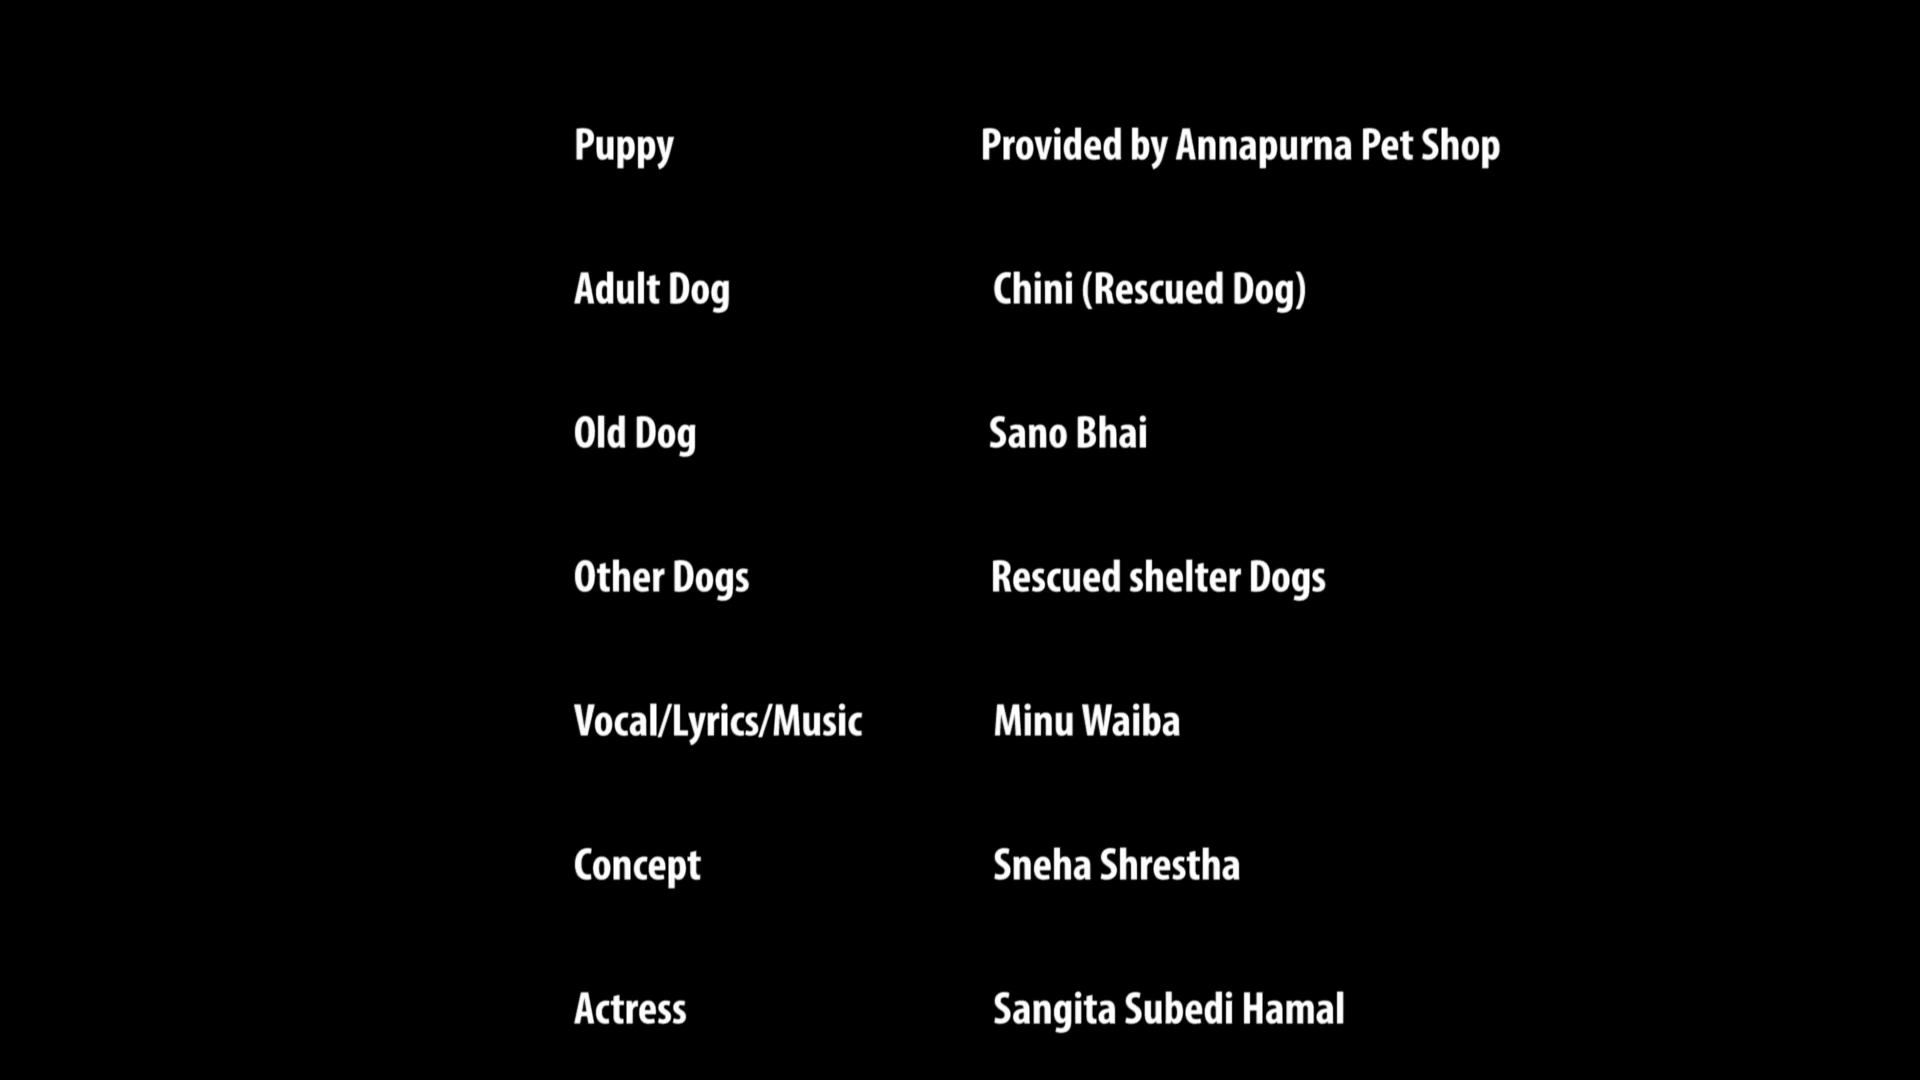 Puppy Provided by Annapurna Pet Shop
Adult Dog Chini (Rescued Dog)
Old Dog Sano Bhai
Other Dogs Rescued shelter Dogs
Vocal/Lyrics/Music Minu Waiba
Concept Sneha Shrestha
Actress Sangita Subedi Hamal